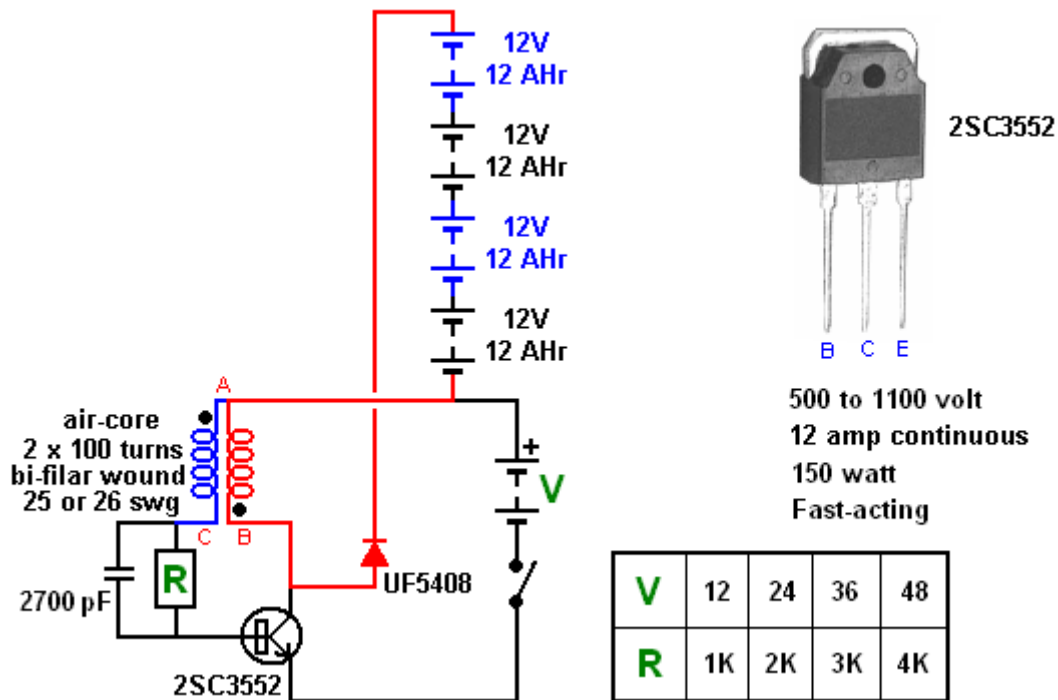 12V
12 AHr
12V
12 AHr
12V
12 AHr
12V
12 AHr
A
air-core
2 x 100 turns
bi-filar wound
25 or 26 swg
C
B
R
2700 pF
2SC3552
UF5408
+
V
2SC3552
B C E
500 to 1100 volt
12 amp continuous
150 watt
Fast-acting
V 12 24 36 48
R 1K 2K 3K 4K